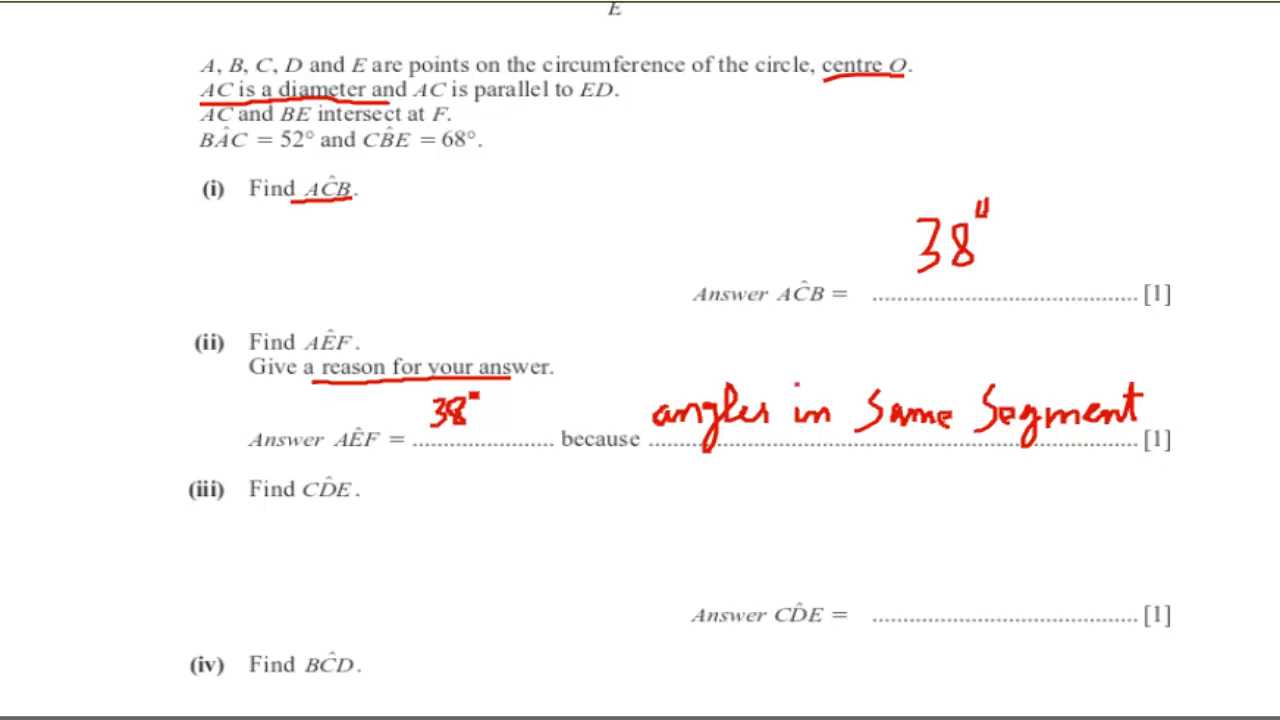 E
A, B, C, D and E are points on the circumference of the circle, centre O.
AC is a diameter and AC is parallel to ED.
AC and BE intersect at F.
BÂC = 52° and CB̂E = 68°.
(i) Find AĈB.
38°
Answer AĈB = ........................................... [1]
(ii) Find AÊF.
Give a reason for your answer.
38° angles in same segment
Answer AÊF = ....................... because ................................................................................ [1]
(iii) Find CD̂E.
Answer CD̂E = ........................................... [1]
(iv) Find BĈD.